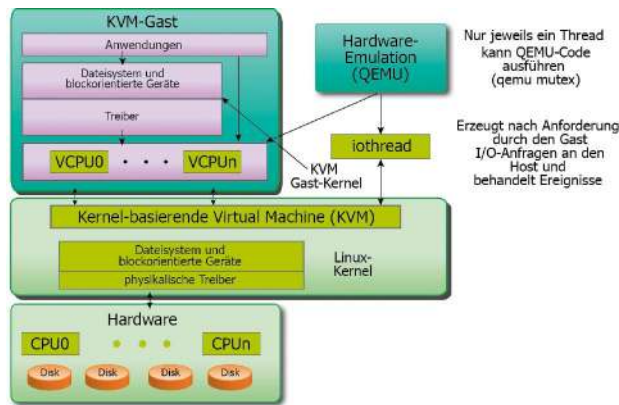 KVM-Gast
Anwendungen
Dateisystem und
blockorientierte Geräte
Treiber
VCPU0 • • • VCPUn
Hardware-
Emulation
(QEMU)
Nur jeweils ein Thread
kann QEMU-Code
ausführen
(qemu mutex)
iothread
Erzeugt nach Anforderung
durch den Gast
I/O-Anfragen an den
Host und
behandelt Ereignisse
KVM
Gast-Kernel
Kernel-basierende Virtual Machine (KVM)
Dateisystem und
blockorientierte Geräte
physikalische Treiber
Linux-
Kernel
Hardware
CPU0 • • • CPUn
Disk Disk Disk Disk